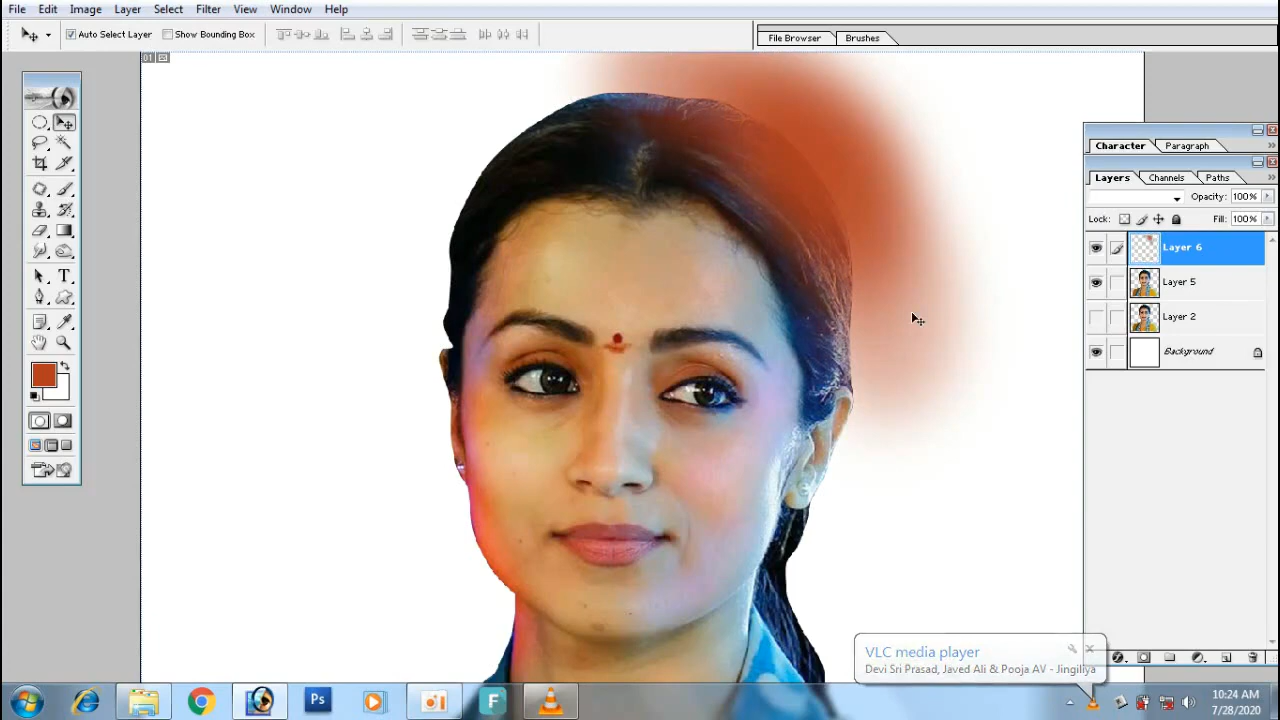 File Edit Image Layer Select Filter View Window Help
Auto Select Layer Show Bounding Box
File Browser Brushes
Character Paragraph
Layers Channels Paths
Opacity: 100%
Lock: Fill: 100%
Layer 6
Layer 5
Layer 2
Background
VLC media player
Devi Sri Prasad, Javed Ali & Pooja AV - Jingiliya
Ps
F
10:24 AM
7/28/2020